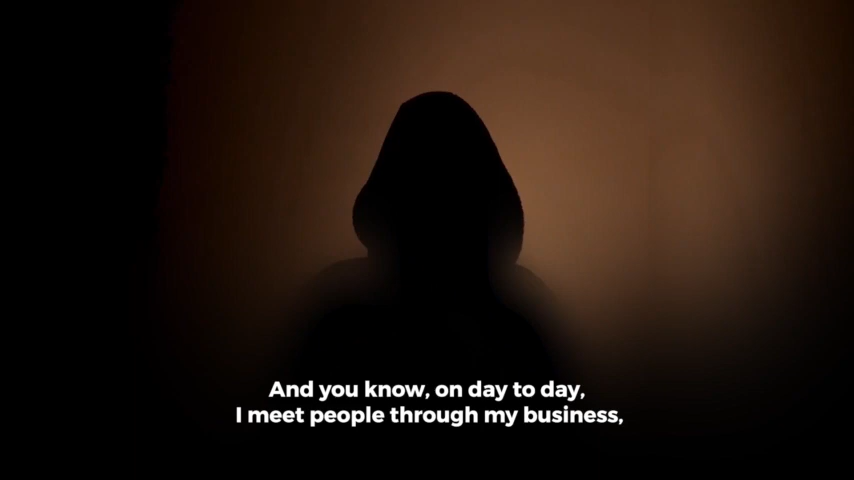 And you know, on day to day,
I meet people through my business,